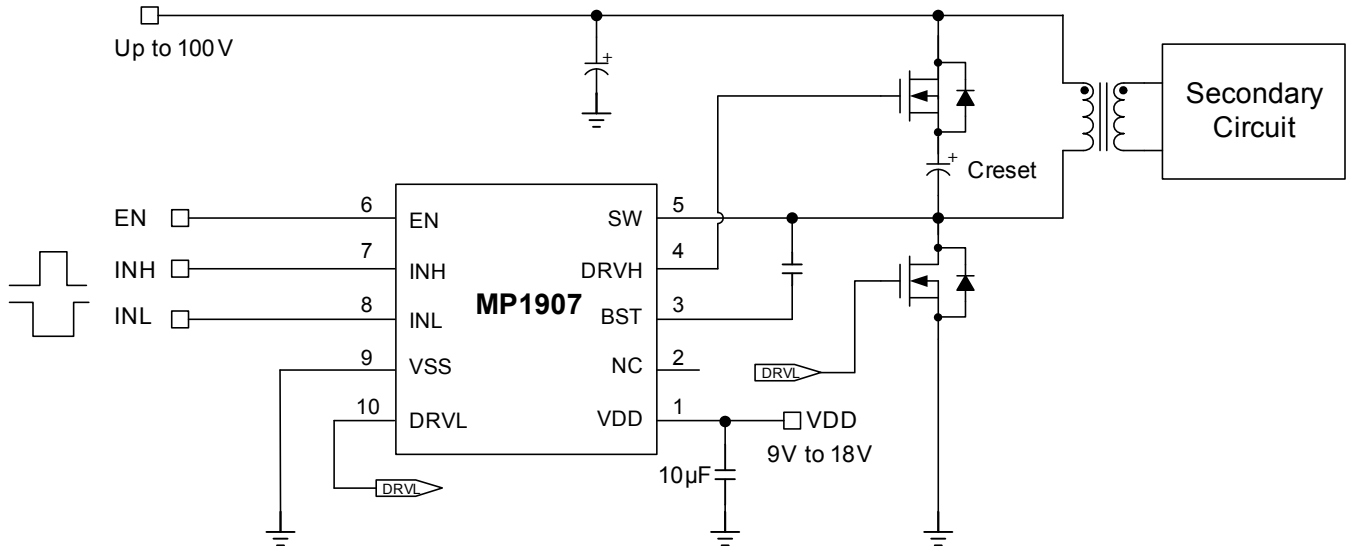 Up to 100V
+
Secondary
Circuit
+
Creset
EN 6 EN SW 5
INH 7 INH DRVH 4
MP1907
INL 8 INL BST 3
9 VSS NC 2
DRVL
10 DRVL VDD 1 VDD
9V to 18V
10µF
DRVL